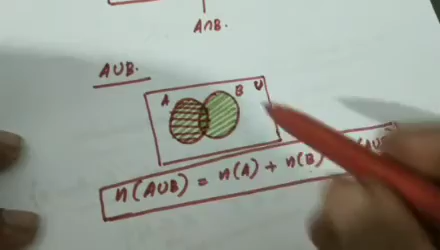 A∩B.
A∪B.
A B U
n(A∪B) = n(A) + n(B)